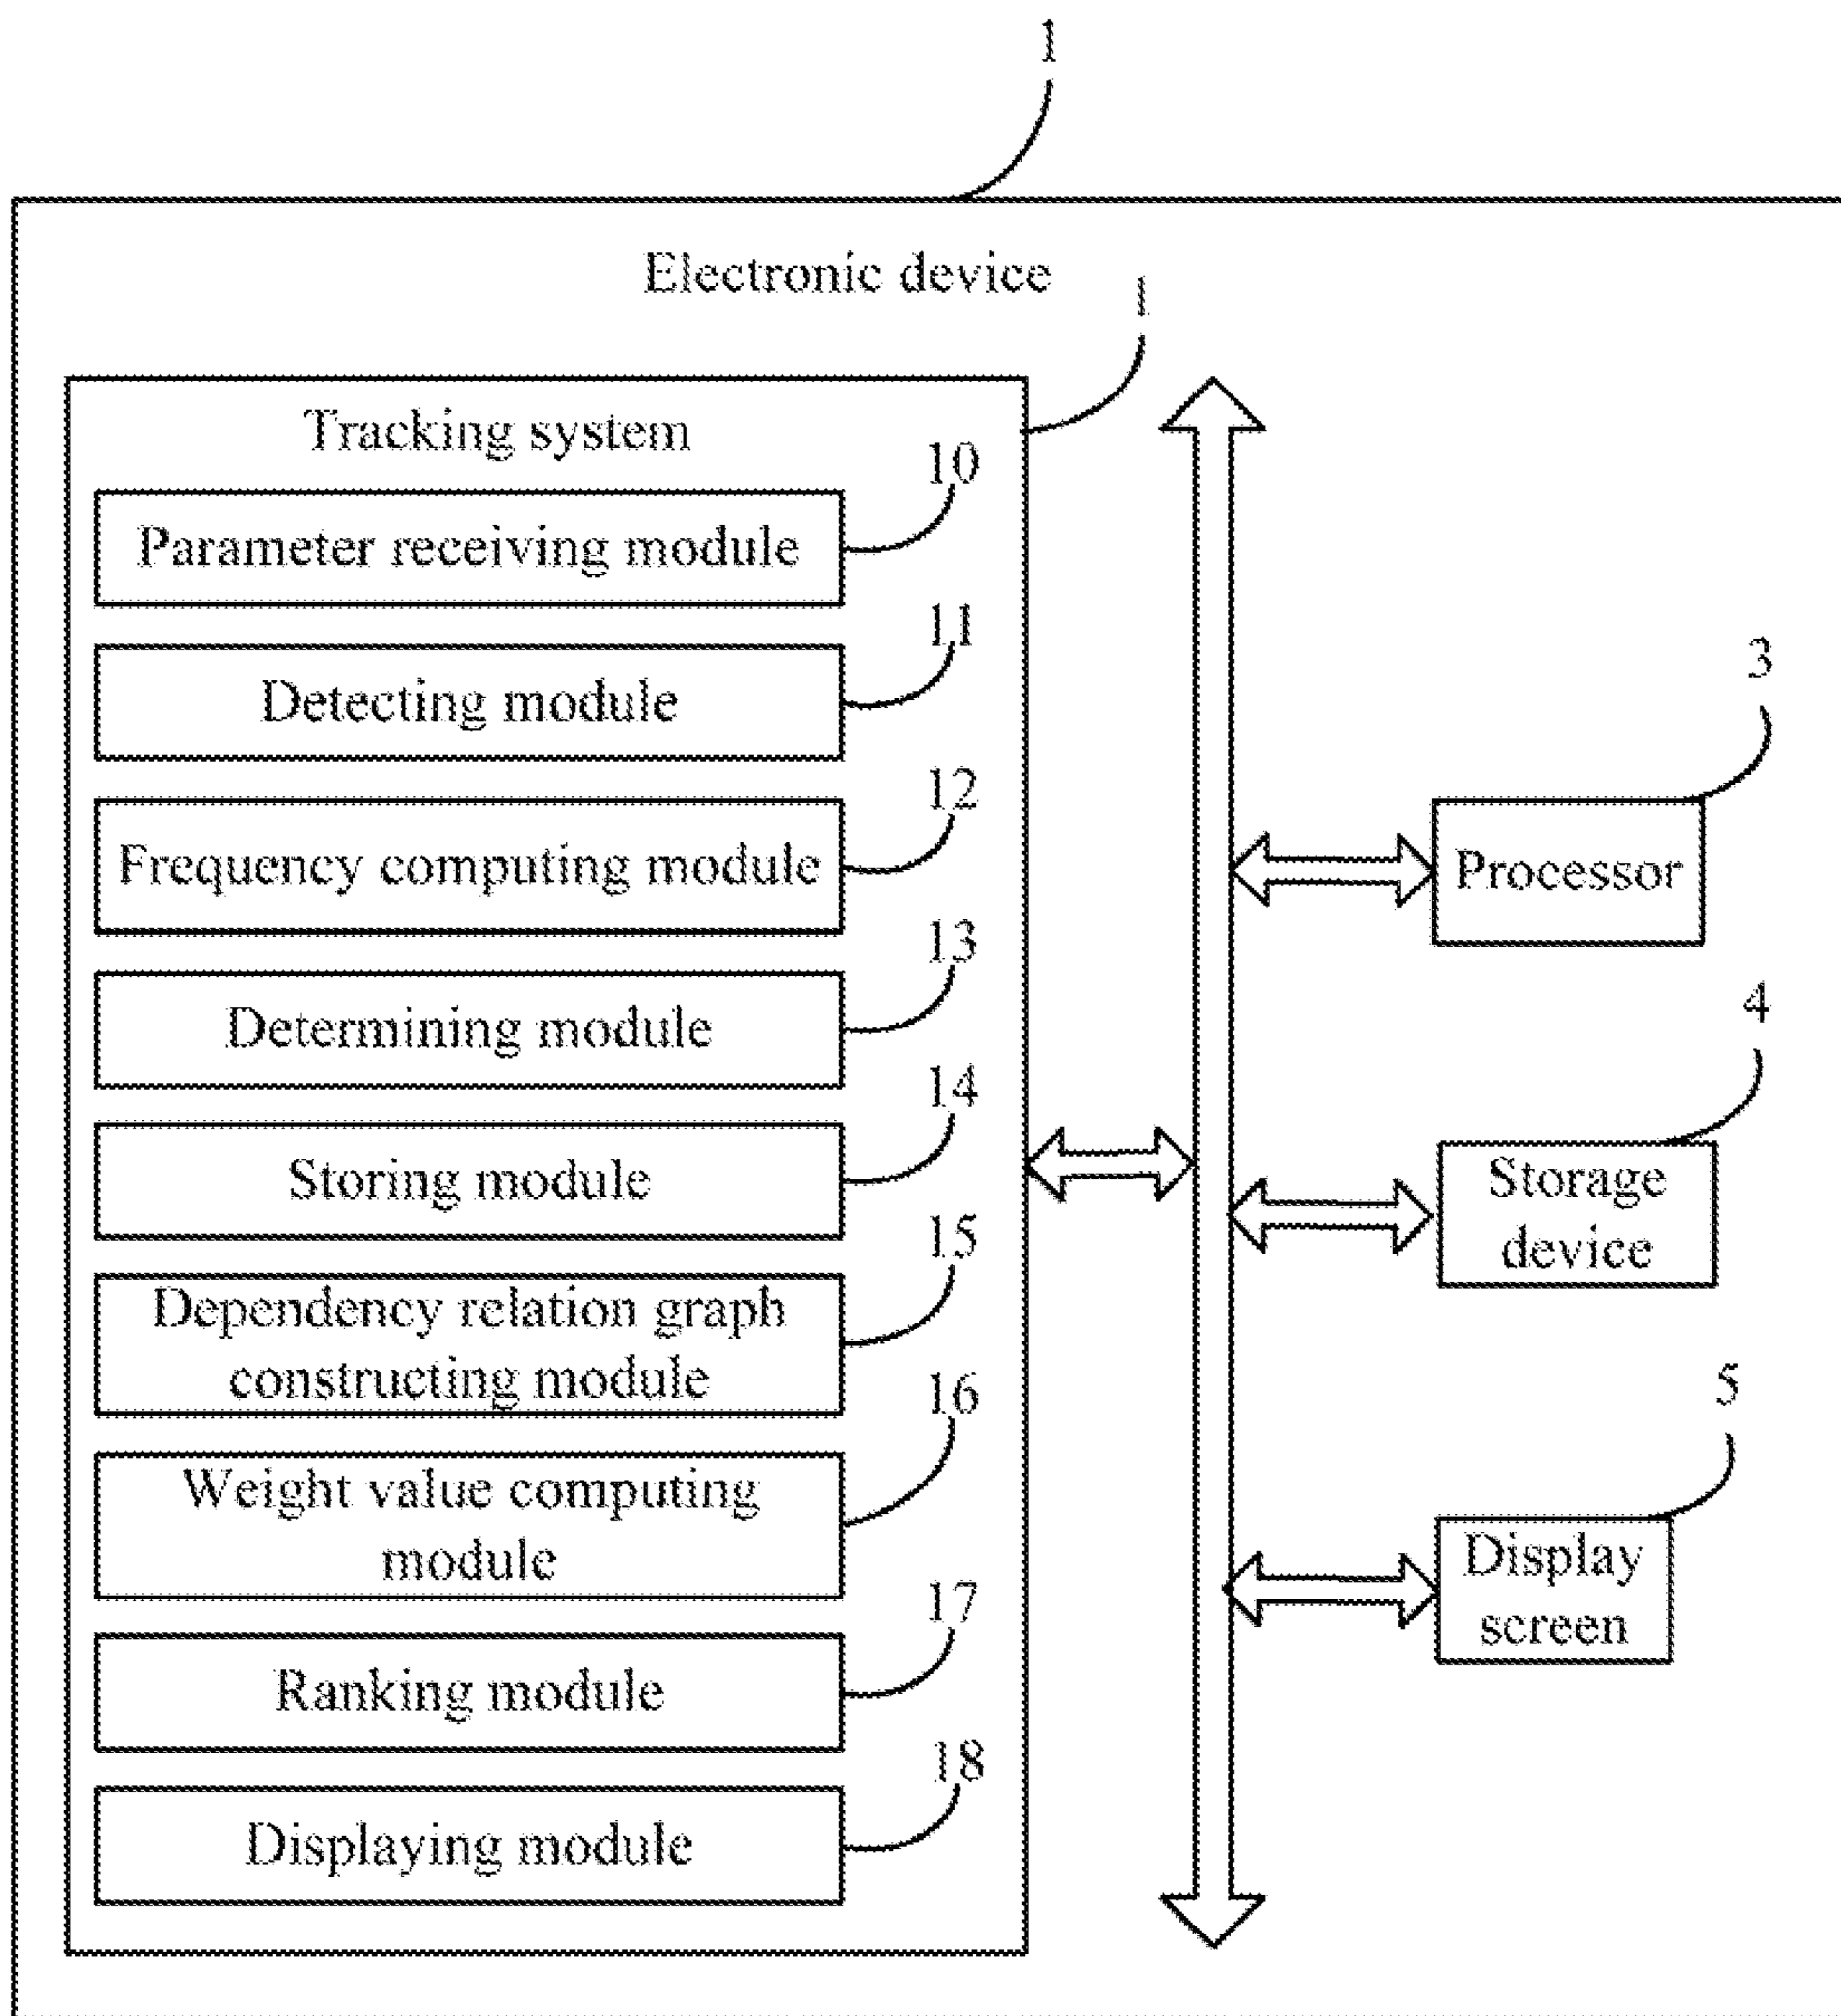 1
Electronic device
1
Tracking system
10
Parameter receiving module
11
Detecting module
12
Frequency computing module
13
Determining module
14
Storing module
15
Dependency relation graph
constructing module
16
Weight value computing
module
17
Ranking module
18
Displaying module
3
Processor
4
Storage
device
5
Display
screen